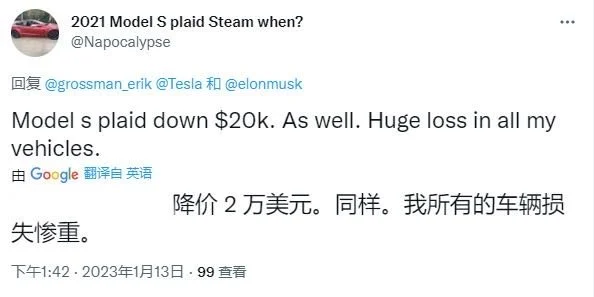 2021 Model S plaid Steam when?
@Napocalypse
回复 @grossman_erik @Tesla 和 @elonmusk
Model s plaid down $20k. As well. Huge loss in all my
vehicles.
由 Google 翻译自 英语
降价 2 万美元。同样。我所有的车辆损
失惨重。
下午1:42 · 2023年1月13日 · 99 查看